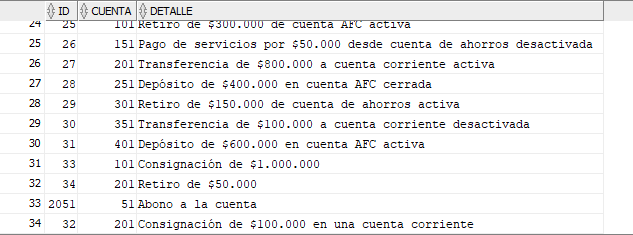 ID CUENTA DETALLE
24 25 101 Retiro de $300.000 de cuenta AFC activa
25 26 151 Pago de servicios por $50.000 desde cuenta de ahorros desactivada
26 27 201 Transferencia de $800.000 a cuenta corriente activa
27 28 251 Depósito de $400.000 en cuenta AFC cerrada
28 29 301 Retiro de $150.000 de cuenta de ahorros activa
29 30 351 Transferencia de $100.000 a cuenta corriente desactivada
30 31 401 Depósito de $600.000 en cuenta AFC activa
31 33 101 Consignación de $1.000.000
32 34 201 Retiro de $50.000
33 2051 51 Abono a la cuenta
34 32 201 Consignación de $100.000 en una cuenta corriente